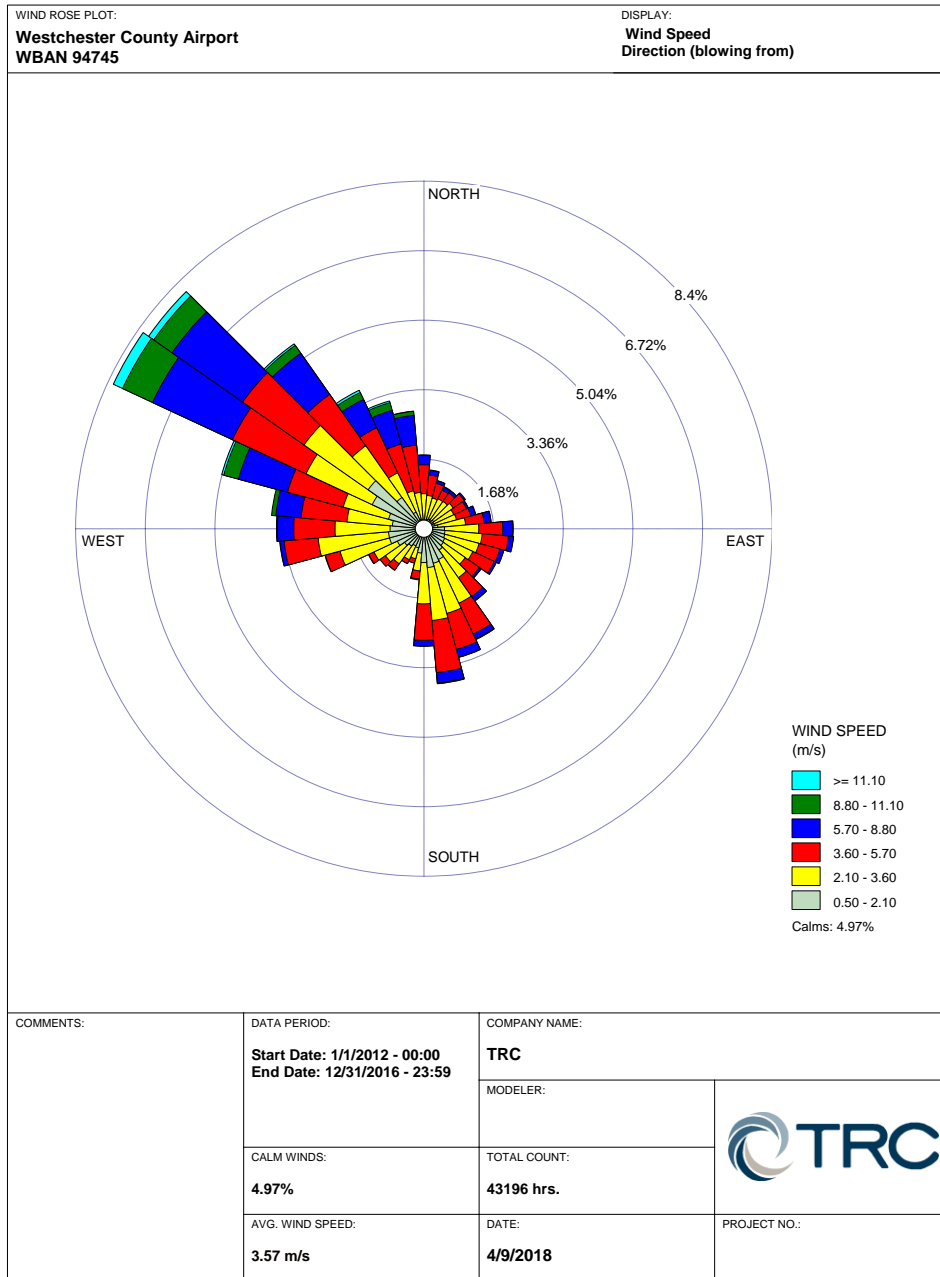 WIND ROSE PLOT:
Westchester County Airport
WBAN 94745
DISPLAY:
Wind Speed
Direction (blowing from)
NORTH
8.4%
6.72%
5.04%
3.36%
1.68%
WEST
EAST
SOUTH
WIND SPEED
(m/s)
>= 11.10
8.80 - 11.10
5.70 - 8.80
3.60 - 5.70
2.10 - 3.60
0.50 - 2.10
Calms: 4.97%
COMMENTS:
DATA PERIOD:
Start Date: 1/1/2012 - 00:00
End Date: 12/31/2016 - 23:59
COMPANY NAME:
TRC
MODELER:
CALM WINDS:
4.97%
TOTAL COUNT:
43196 hrs.
TRC
AVG. WIND SPEED:
3.57 m/s
DATE:
4/9/2018
PROJECT NO.: